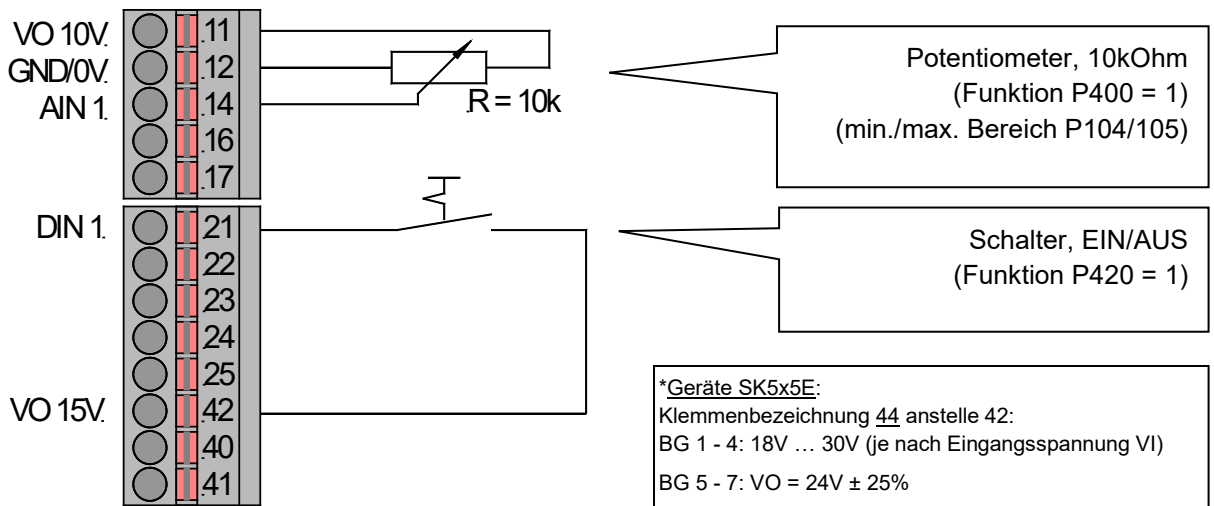 VO 10V.
GND/0V.
AIN 1.
.11
.12
.14
.16
.17
.R = 10k
Potentiometer, 10kOhm
(Funktion P400 = 1)
(min./max. Bereich P104/105)
DIN 1.
.21
.22
.23
.24
.25
VO 15V.
.42
.40
.41
Schalter, EIN/AUS
(Funktion P420 = 1)
*Geräte SK5x5E:
Klemmenbezeichnung 44 anstelle 42:
BG 1 - 4: 18V … 30V (je nach Eingangsspannung VI)
BG 5 - 7: VO = 24V ± 25%